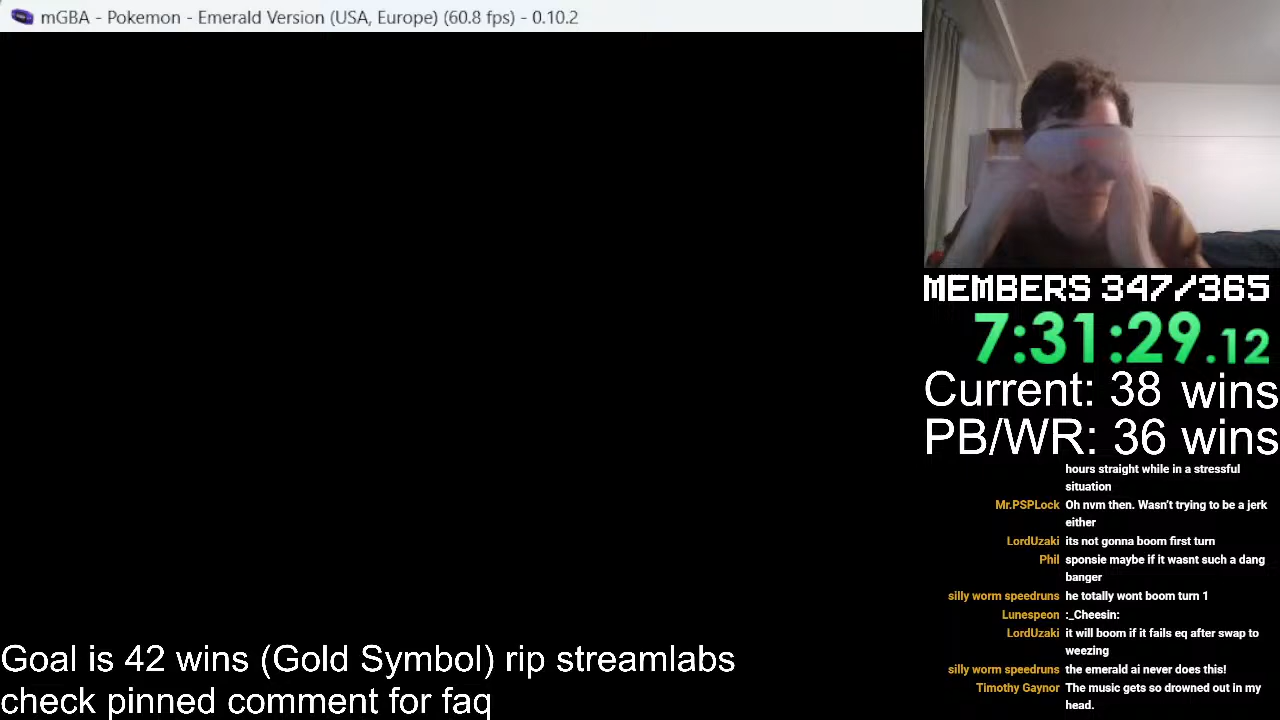 mGBA - Pokemon - Emerald Version (USA, Europe) (60.8 fps) - 0.10.2
MEMBERS 347/365
7:31:29.12
Current: 38 wins
PB/WR: 36 wins
hours straight while in a stressful
situation
Mr.PSPLock Oh nvm then. Wasn't trying to be a jerk
either
LordUzaki its not gonna boom first turn
Phil sponsie maybe if it wasnt such a dang
banger
silly worm speedruns he totally wont boom turn 1
Lunespeon :_Cheesin:
LordUzaki it will boom if it fails eq after swap to
weezing
silly worm speedruns the emerald ai never does this!
Timothy Gaynor The music gets so drowned out in my
head.
Goal is 42 wins (Gold Symbol) rip streamlabs
check pinned comment for faq